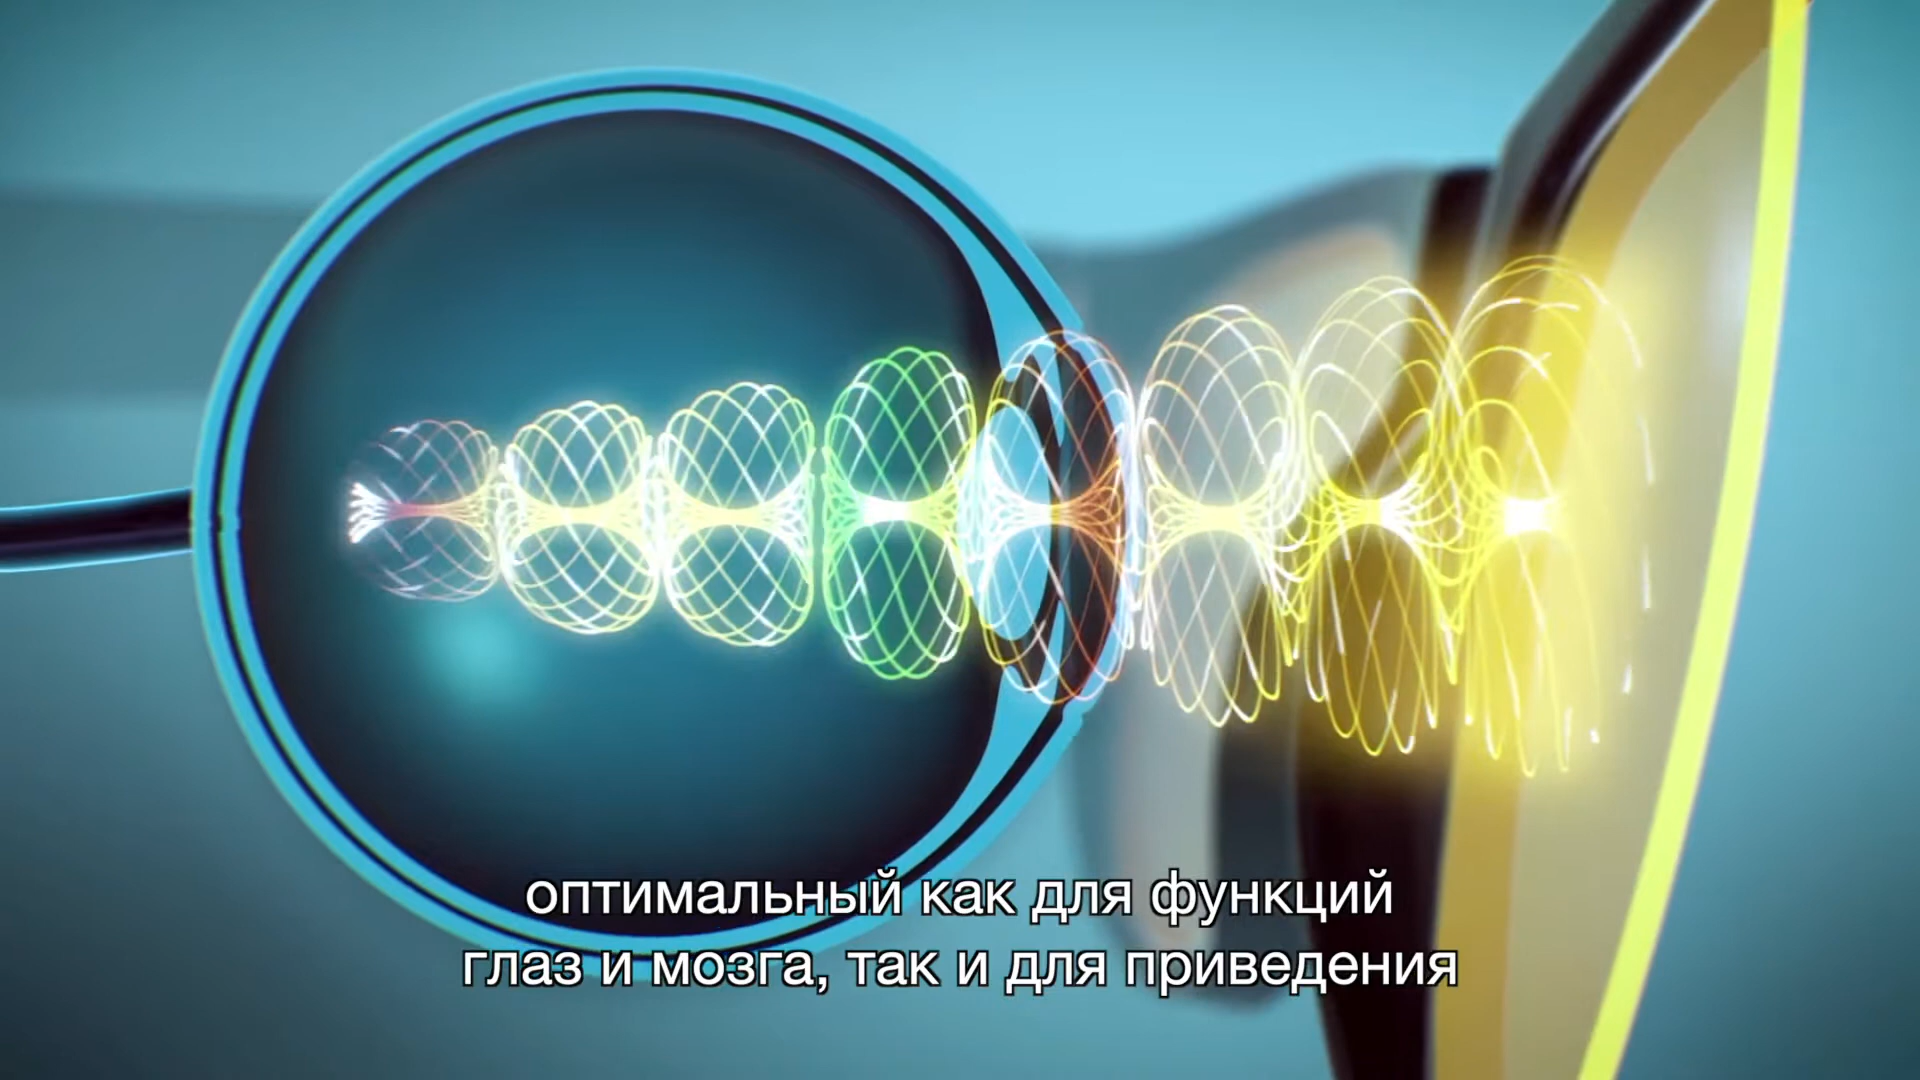 оптимальный как для функций
глаз и мозга, так и для приведения